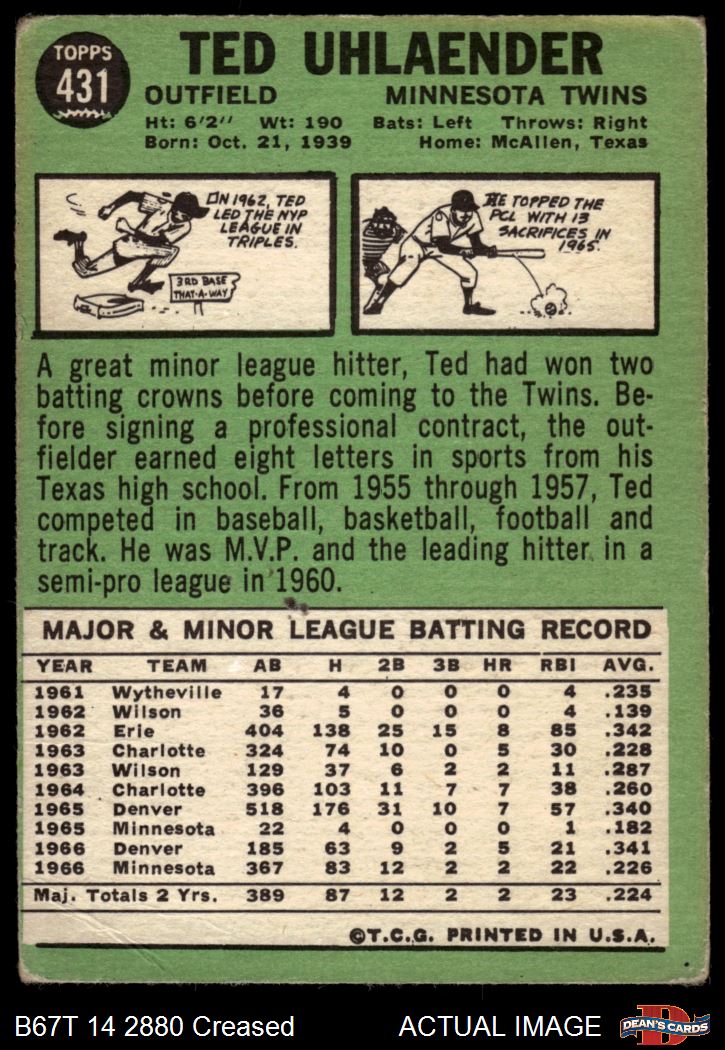 TOPPS
431
TED UHLAENDER
OUTFIELD MINNESOTA TWINS
Ht: 6'2" Wt: 190 Bats: Left Throws: Right
Born: Oct. 21, 1939 Home: McAllen, Texas
ON 1962, TED
LED THE NYP
LEAGUE IN
TRIPLES.
3RD BASE
THAT-A-WAY
HE TOPPED THE
PCL WITH 13
SACRIFICES IN
1965.
A great minor league hitter, Ted had won two
batting crowns before coming to the Twins. Be-
fore signing a professional contract, the out-
fielder earned eight letters in sports from his
Texas high school. From 1955 through 1957, Ted
competed in baseball, basketball, football and
track. He was M.V.P. and the leading hitter in a
semi-pro league in 1960.
MAJOR & MINOR LEAGUE BATTING RECORD
YEAR TEAM AB H 2B 3B HR RBI AVG.
1961 Wytheville 17 4 0 0 0 4 .235
1962 Wilson 36 5 0 0 0 4 .139
1962 Erie 404 138 25 15 8 85 .342
1963 Charlotte 324 74 10 0 5 30 .228
1963 Wilson 129 37 6 2 2 11 .287
1964 Charlotte 396 103 11 7 7 38 .260
1965 Denver 518 176 31 10 7 57 .340
1965 Minnesota 22 4 0 0 0 1 .182
1966 Denver 185 63 9 2 5 21 .341
1966 Minnesota 367 83 12 2 2 22 .226
Maj. Totals 2 Yrs. 389 87 12 2 2 23 .224
©T.C.G. PRINTED IN U.S.A.
B67T 14 2880 Creased ACTUAL IMAGE
D
DEAN'S CARDS